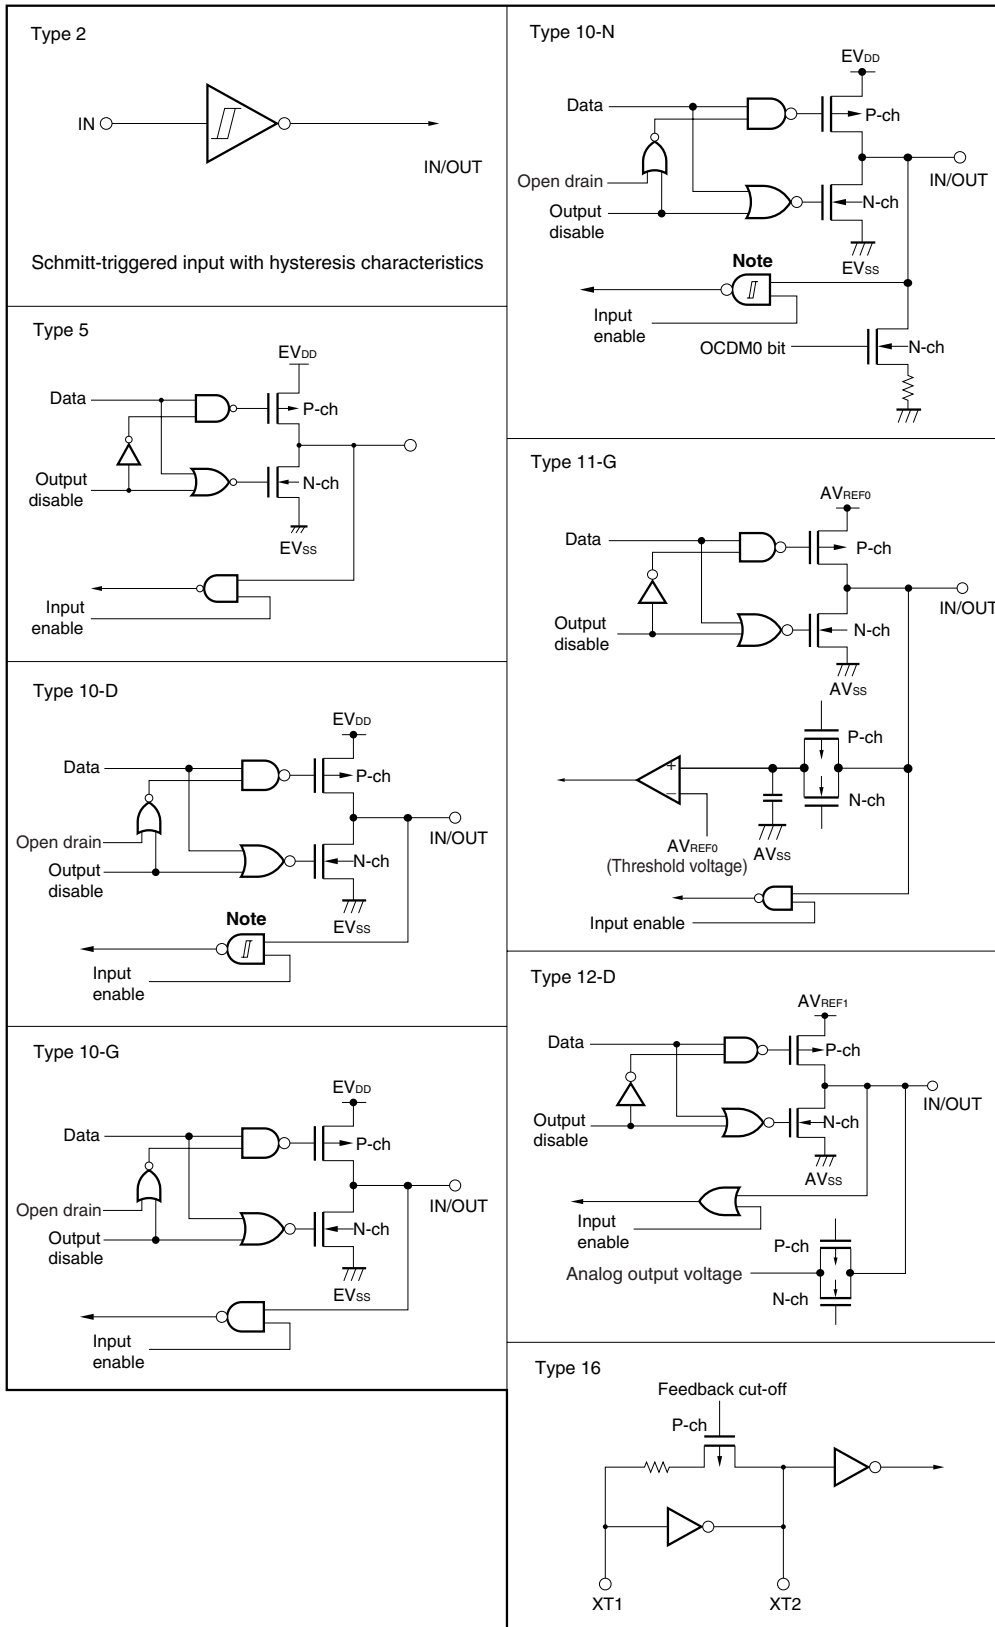 Type 2
IN
IN/OUT
Schmitt-triggered input with hysteresis characteristics
Type 5
EVDD
Data
P-ch
Output
disable
N-ch
EVSS
Input
enable
Type 10-D
EVDD
Data
P-ch
Open drain
IN/OUT
Output
disable
N-ch
EVSS
Note
Input
enable
Type 10-G
EVDD
Data
P-ch
Open drain
IN/OUT
Output
disable
N-ch
EVSS
Input
enable
Type 10-N
EVDD
Data
P-ch
Open drain
IN/OUT
Output
disable
N-ch
EVSS
Note
Input
enable
OCDM0 bit
N-ch
Type 11-G
AVREF0
Data
P-ch
IN/OUT
Output
disable
N-ch
AVSS
P-ch
+
−
N-ch
AVREF0
(Threshold voltage)
AVSS
Input enable
Type 12-D
AVREF1
Data
P-ch
IN/OUT
Output
disable
N-ch
AVSS
Input
enable
P-ch
Analog output voltage
N-ch
Type 16
Feedback cut-off
P-ch
XT1
XT2